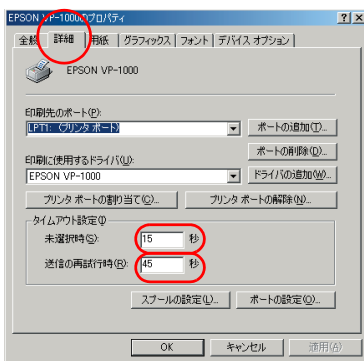 EPSON VP-1000のプロパティ
全般 詳細 用紙 グラフィックス フォント デバイス オプション
EPSON VP-1000
印刷先のポート(P):
LPT1: (プリンタ ポート) ポートの追加(T)...
ポートの削除(D)...
印刷に使用するドライバ(U):
EPSON VP-1000 ドライバの追加(W)...
プリンタ ポートの割り当て(C)... プリンタ ポートの解除(N)...
タイムアウト設定
未選択時(S): 15 秒
送信の再試行時(R): 45 秒
スプールの設定(L)... ポートの設定(O)...
OK キャンセル 適用(A)